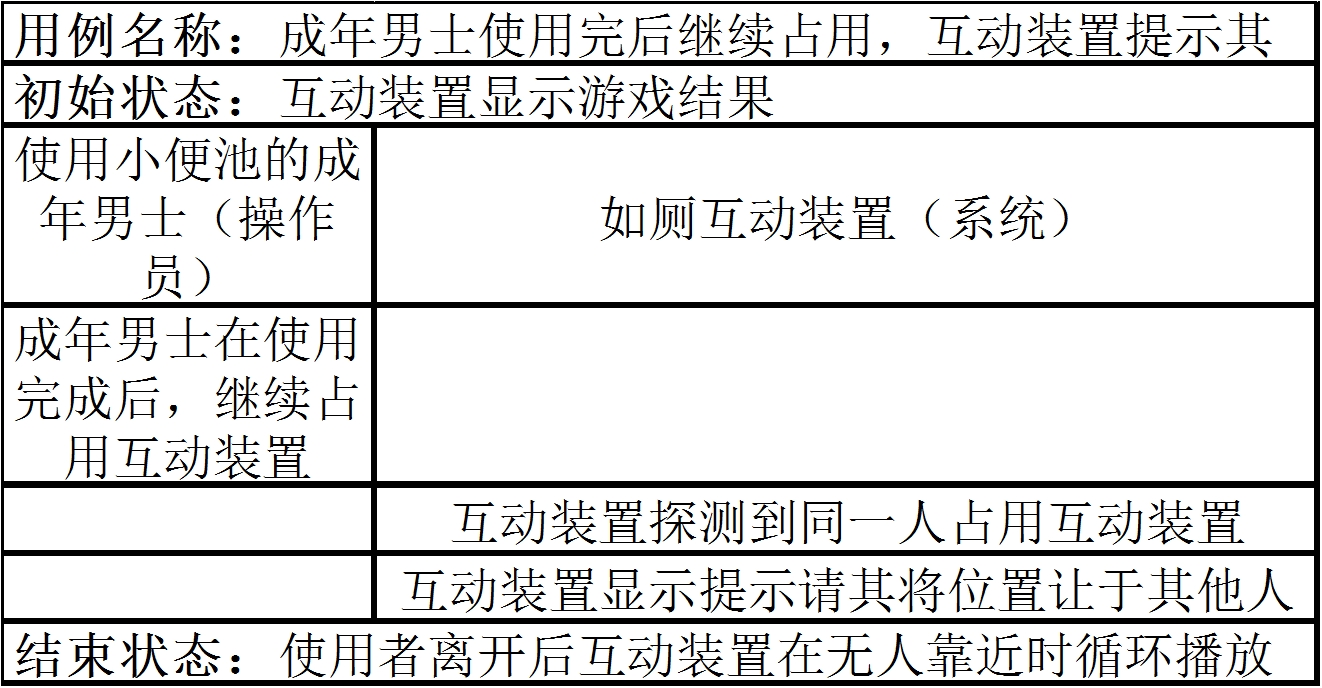 用例名称：成年男士使用完后继续占用，互动装置提示其
初始状态：互动装置显示游戏结果
使用小便池的成
年男士（操作
员）
如厕互动装置（系统）
成年男士在使用
完成后，继续占
用互动装置
互动装置探测到同一人占用互动装置
互动装置显示提示请其将位置让于其他人
结束状态：使用者离开后互动装置在无人靠近时循环播放